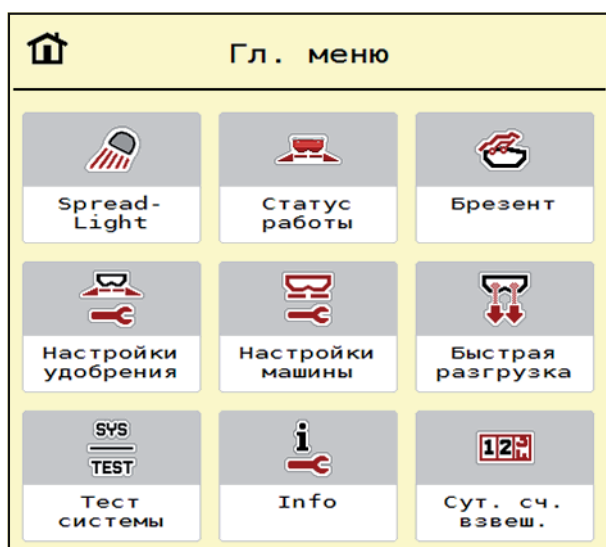 Гл. меню
Spread-
Light
Статус
работы
Брезент
Настройки
удобрения
Настройки
машины
Быстрая
разгрузка
SYS
TEST
Тест
системы
Info
Сут. сч.
взвеш.